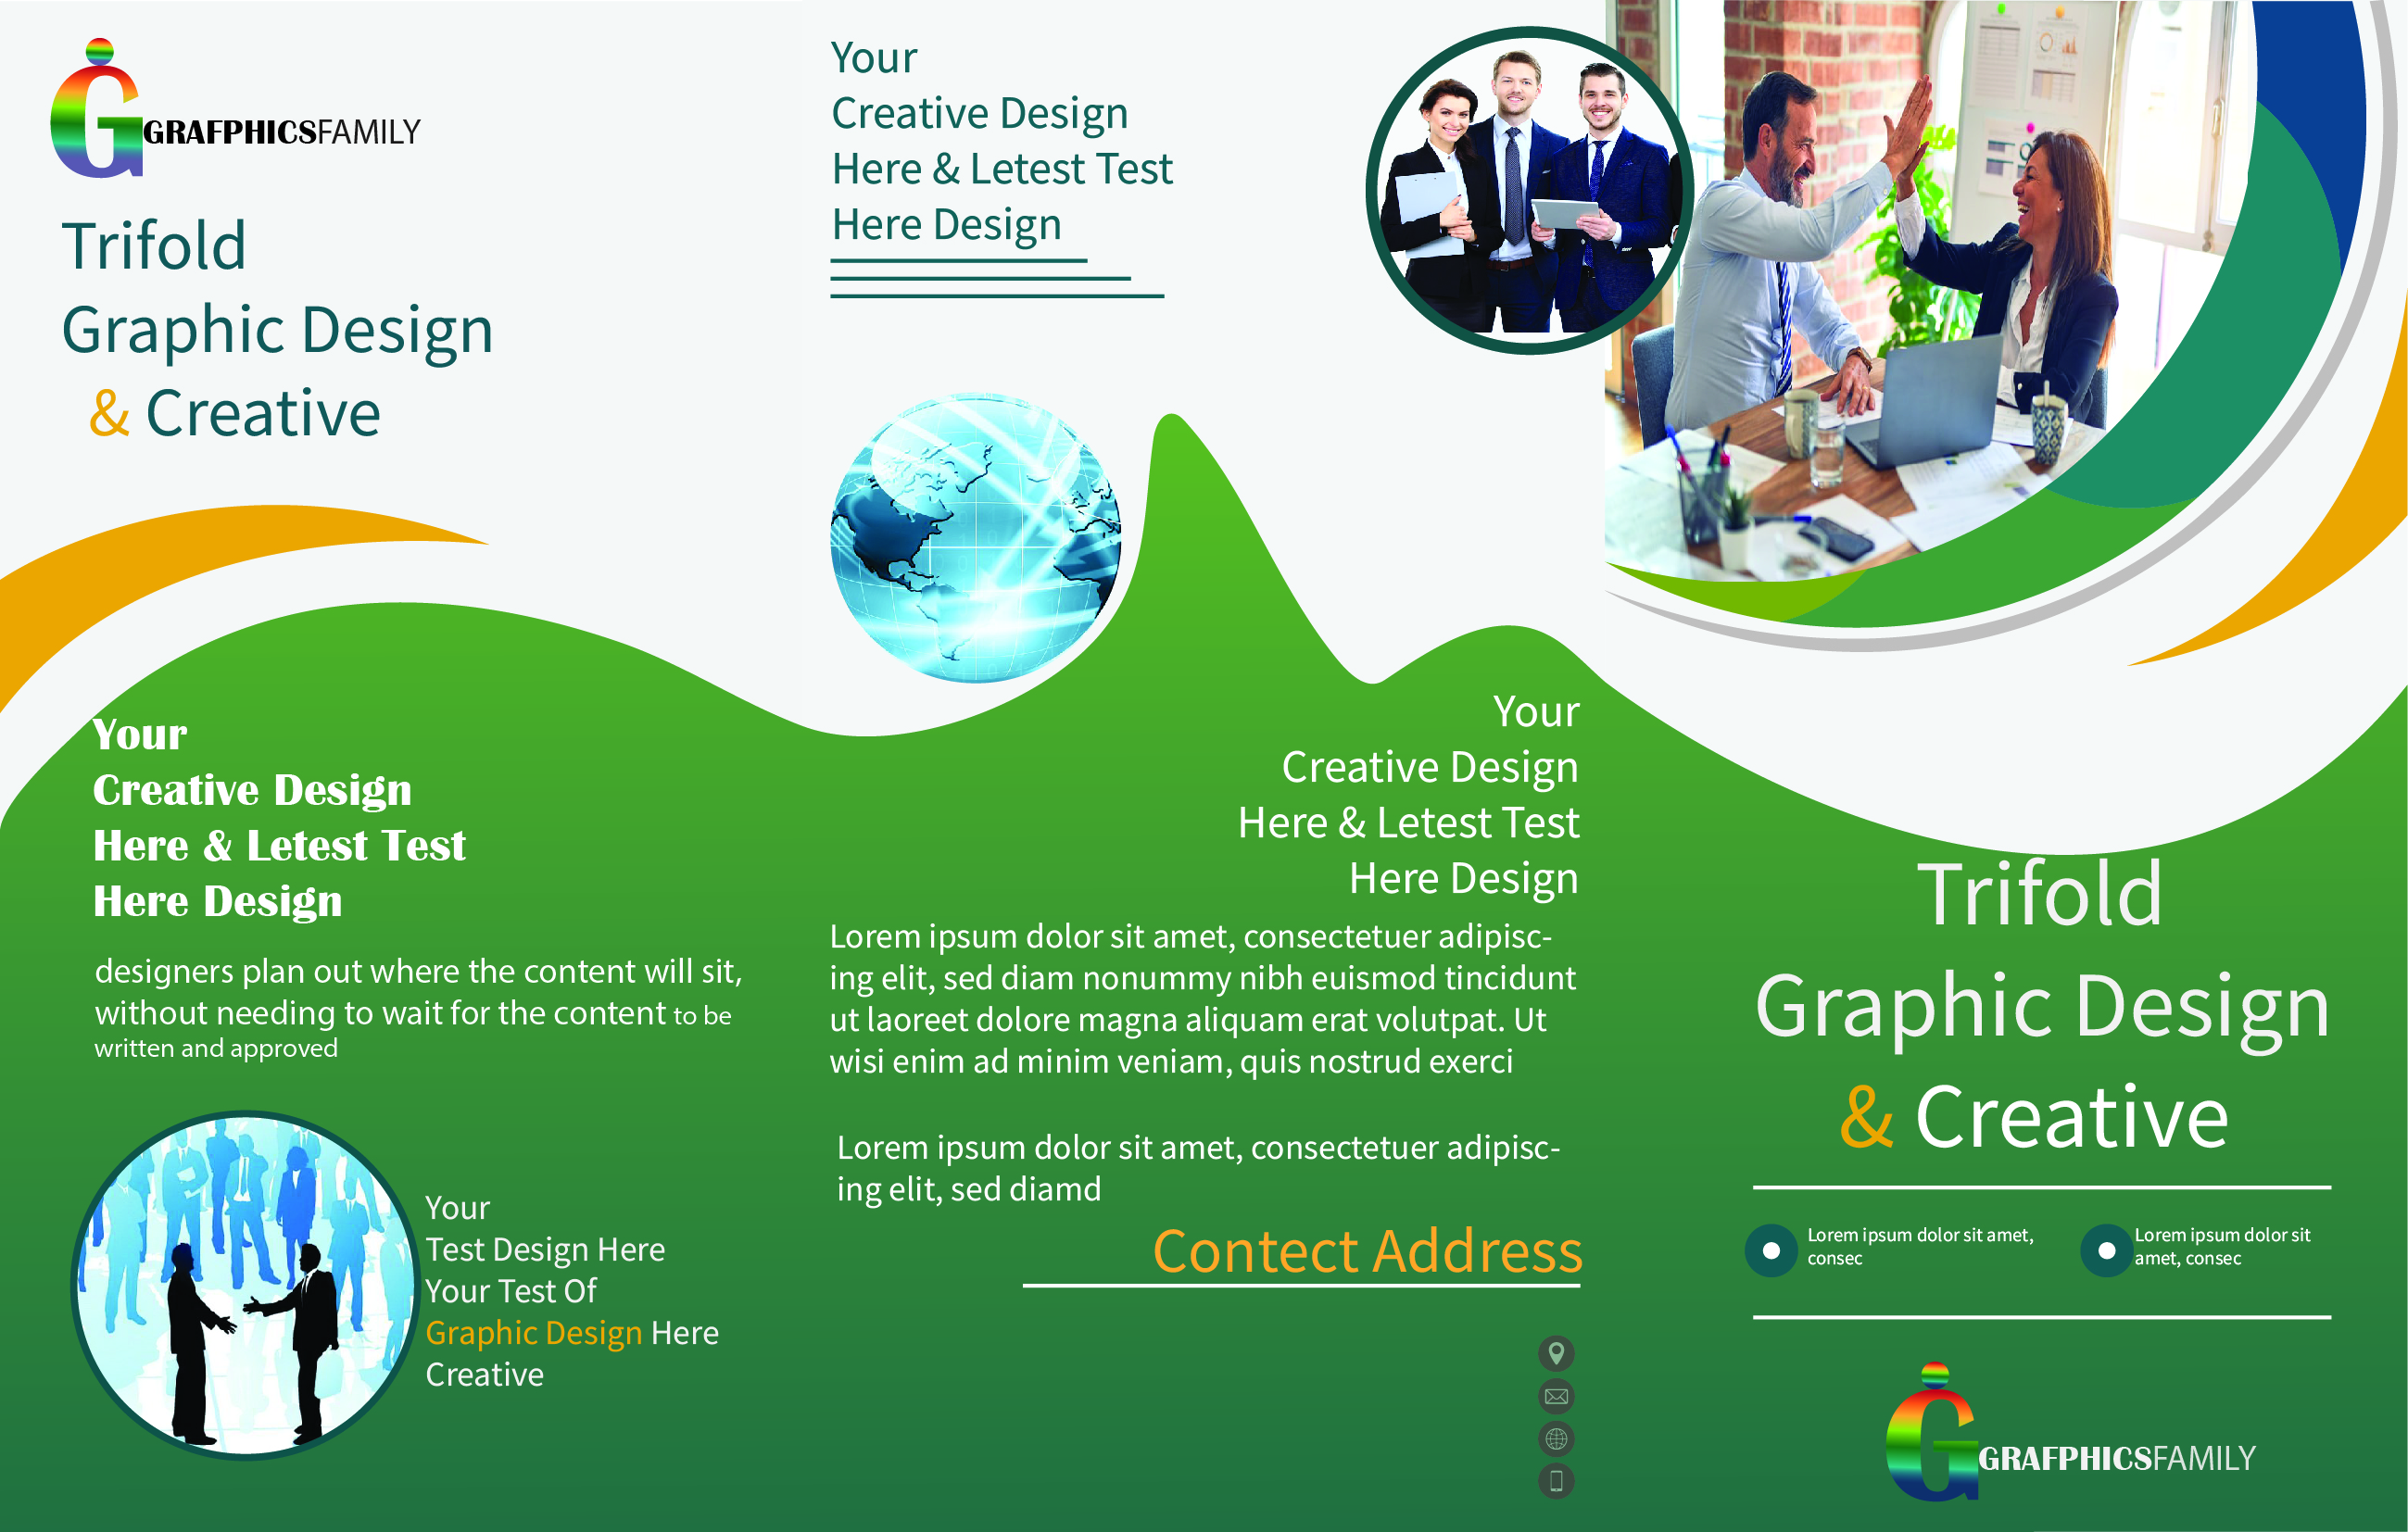 GRAFPHICSFAMILY
Trifold
Graphic Design
& Creative
Your
Creative Design
Here & Letest Test
Here Design
designers plan out where the content will sit,
without needing to wait for the content to be
written and approved
Your
Test Design Here
Your Test Of
Graphic Design Here
Creative
Your
Creative Design
Here & Letest Test
Here Design
Your
Creative Design
Here & Letest Test
Here Design
Lorem ipsum dolor sit amet, consectetuer adipisc-
ing elit, sed diam nonummy nibh euismod tincidunt
ut laoreet dolore magna aliquam erat volutpat. Ut
wisi enim ad minim veniam, quis nostrud exerci
Lorem ipsum dolor sit amet, consectetuer adipisc-
ing elit, sed diamd
Contect Address
Trifold
Graphic Design
& Creative
Lorem ipsum dolor sit amet,
consec
Lorem ipsum dolor sit
amet, consec
GRAFPHICSFAMILY